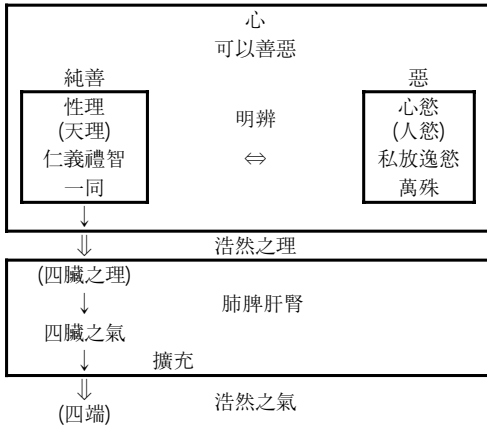 心
可以善惡
純善 惡
性理 心慾
(天理) 明辨 (人慾)
仁義禮智 ⇔ 私放逸慾
一同 萬殊
↓
⇓ 浩然之理
(四臟之理)
↓ 肺脾肝腎
四臟之氣
↓ 擴充
⇓ 浩然之氣
(四端)